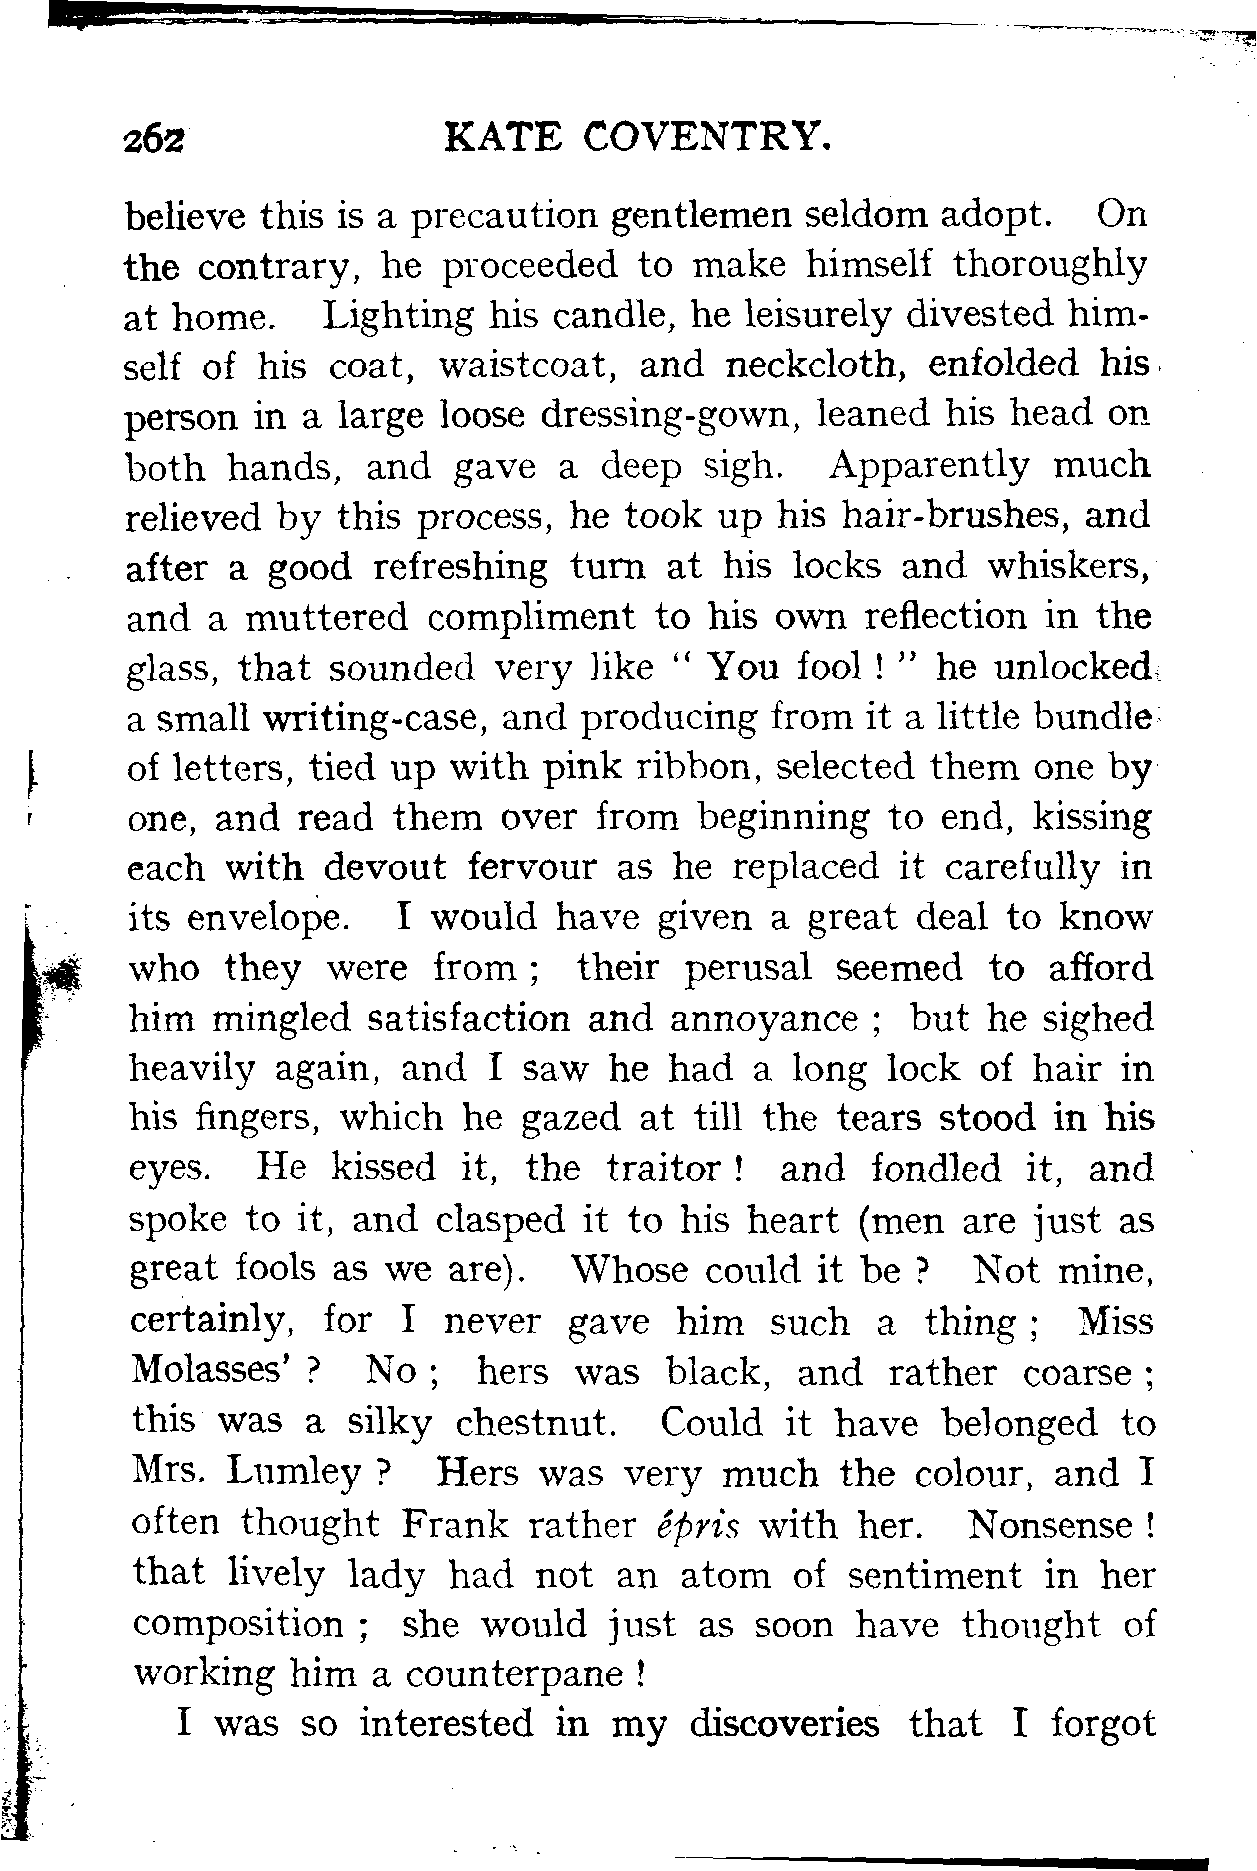 262 KATE COVENTRY.
believe this is a precaution gentlemen seldom adopt. On
the contrary, he proceeded to make himself thoroughly
at home. Lighting his candle, he leisurely divested him-
self of his coat, waistcoat, and neckcloth, enfolded his
person in a large loose dressing-gown, leaned his head on
both hands, and gave a deep sigh. Apparently much
relieved by this process, he took up his hair-brushes, and
after a good refreshing turn at his locks and whiskers,
and a muttered compliment to his own reflection in the
glass, that sounded very like " You fool ! " he unlocked
a small writing-case, and producing from it a little bundle
of letters, tied up with pink ribbon, selected them one by
one, and read them over from beginning to end, kissing
each with devout fervour as he replaced it carefully in
its envelope. I would have given a great deal to know
who they were from ; their perusal seemed to afford
him mingled satisfaction and annoyance ; but he sighed
heavily again, and I saw he had a long lock of hair in
his fingers, which he gazed at till the tears stood in his
eyes. He kissed it, the traitor ! and fondled it, and
spoke to it, and clasped it to his heart (men are just as
great fools as we are). Whose could it be ? Not mine,
certainly, for I never gave him such a thing ; Miss
Molasses' ? No ; hers was black, and rather coarse ;
this was a silky chestnut. Could it have belonged to
Mrs. Lumley ? Hers was very much the colour, and I
often thought Frank rather épris with her. Nonsense !
that lively lady had not an atom of sentiment in her
composition ; she would just as soon have thought of
working him a counterpane !
I was so interested in my discoveries that I forgot